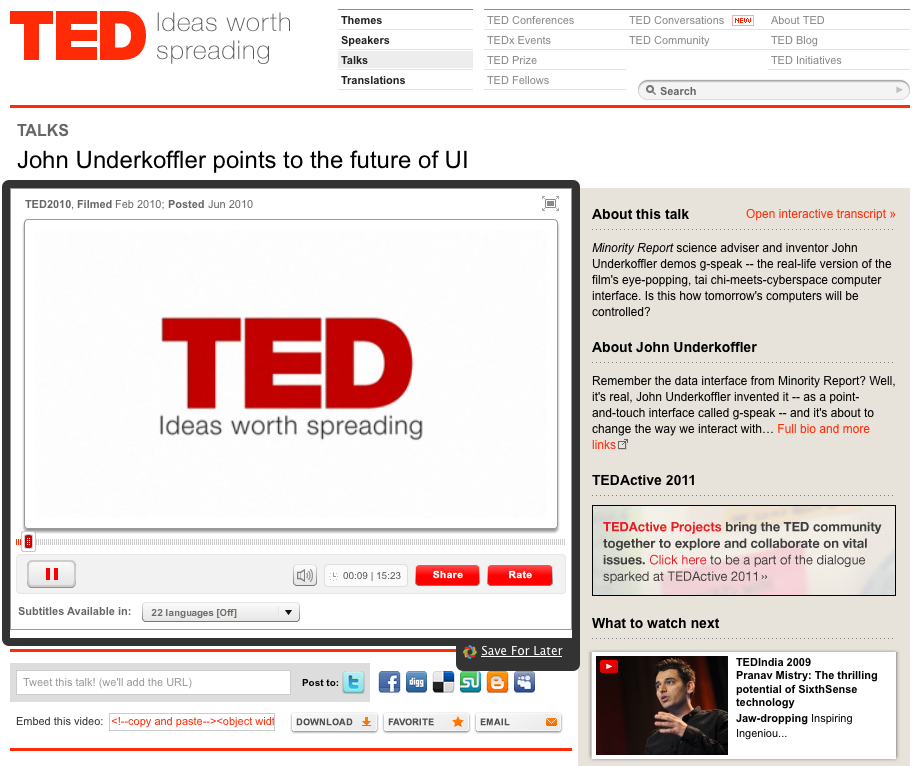 TED Ideas worth
spreading
Themes
Speakers
Talks
Translations
TED Conferences
TEDx Events
TED Prize
TED Fellows
TED Conversations NEW
TED Community
About TED
TED Blog
TED Initiatives
Search
TALKS
John Underkoffler points to the future of UI
TED2010, Filmed Feb 2010; Posted Jun 2010
TED
Ideas worth spreading
00:09 | 15:23
Share
Rate
Subtitles Available in:
22 languages [Off]
Save For Later
Tweet this talk! (we'll add the URL)
Post to:
digg
Embed this video:
<!--copy and paste--><object widt
DOWNLOAD
FAVORITE
EMAIL
About this talk
Open interactive transcript »
Minority Report science adviser and inventor John
Underkoffler demos g-speak -- the real-life version of the
film's eye-popping, tai chi-meets-cyberspace computer
interface. Is this how tomorrow's computers will be
controlled?
About John Underkoffler
Remember the data interface from Minority Report? Well,
it's real, John Underkoffler invented it -- as a point-
and-touch interface called g-speak -- and it's about to
change the way we interact with… Full bio and more
links
TEDActive 2011
TEDActive Projects bring the TED community
together to explore and collaborate on vital
issues. Click here to be a part of the dialogue
sparked at TEDActive 2011 ››
What to watch next
TEDIndia 2009
Pranav Mistry: The thrilling
potential of SixthSense
technology
Jaw-dropping Inspiring
Ingeniou...